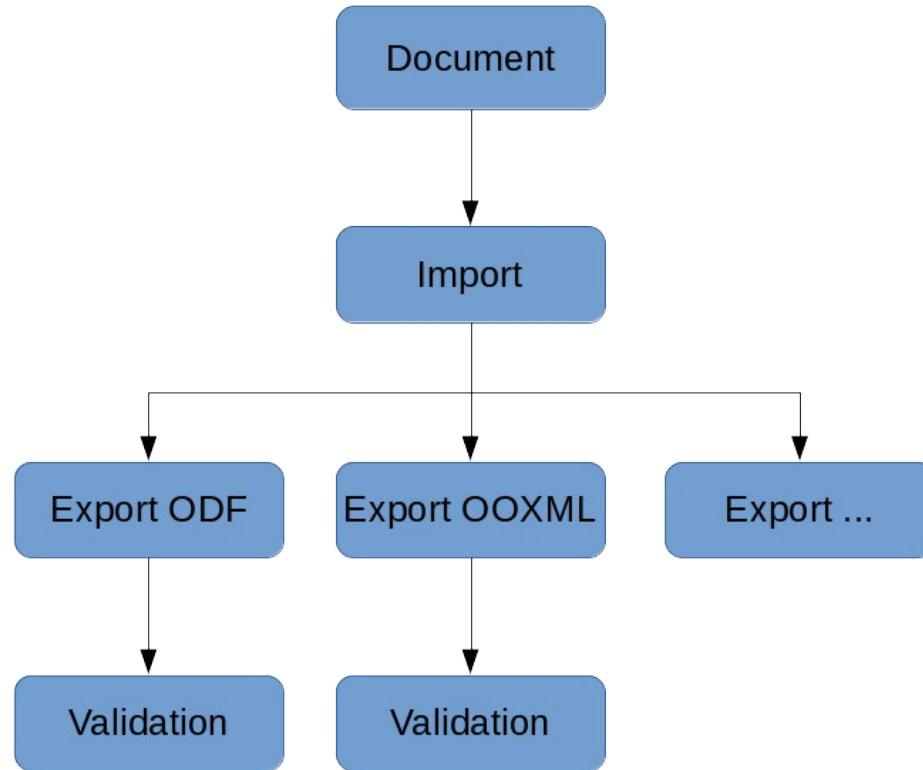 Document
Import
Export ODF
Export OOXML
Export ...
Validation
Validation